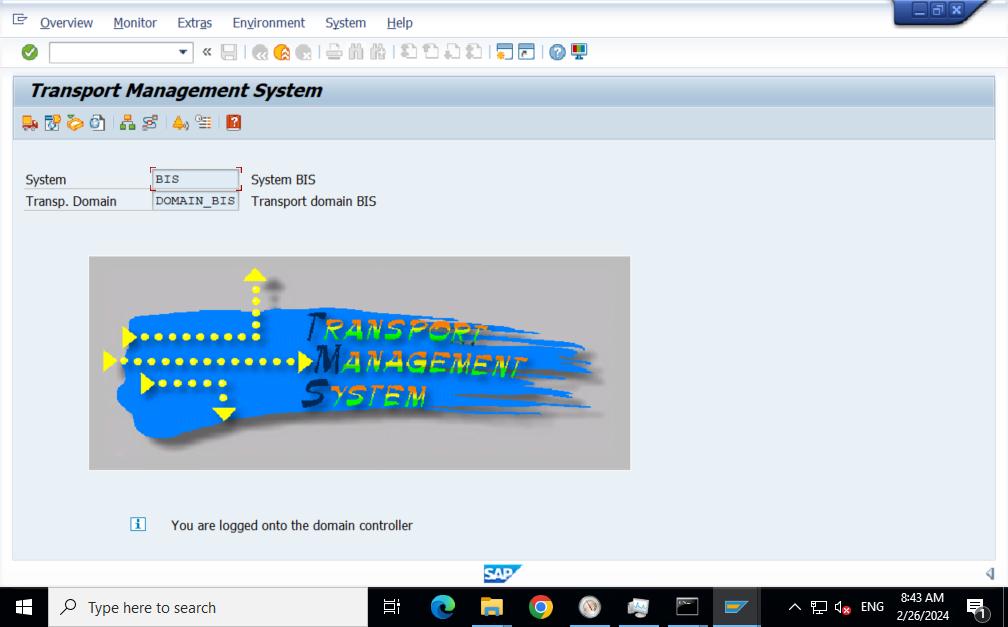 Overview Monitor Extras Environment System Help
Transport Management System
System BIS System BIS
Transp. Domain DOMAIN_BIS Transport domain BIS
TRANSPORT
MANAGEMENT
SYSTEM
You are logged onto the domain controller
SAP
Type here to search
ENG
8:43 AM
2/26/2024
1